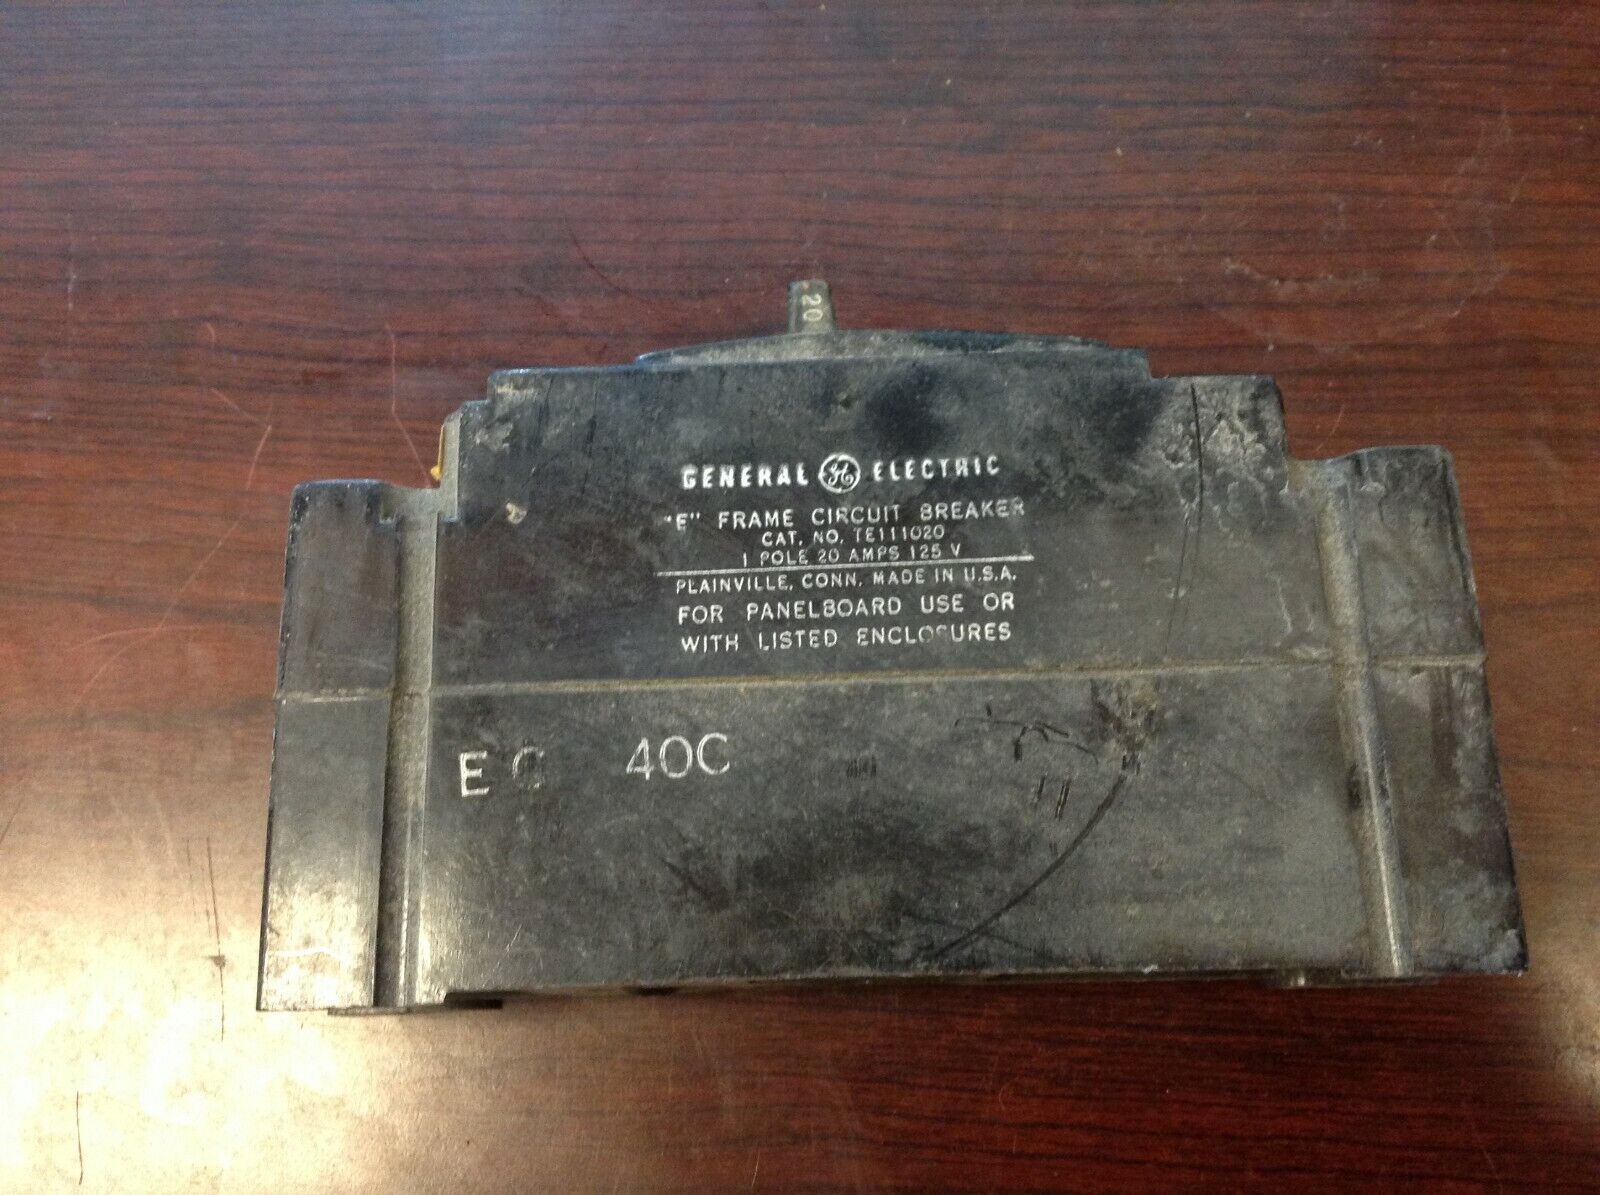 20
GENERAL GE ELECTRIC
"E" FRAME CIRCUIT BREAKER
CAT. NO. TE111020
1 POLE 20 AMPS 125 V
PLAINVILLE, CONN. MADE IN U.S.A.
FOR PANELBOARD USE OR
WITH LISTED ENCLOSURES
40C